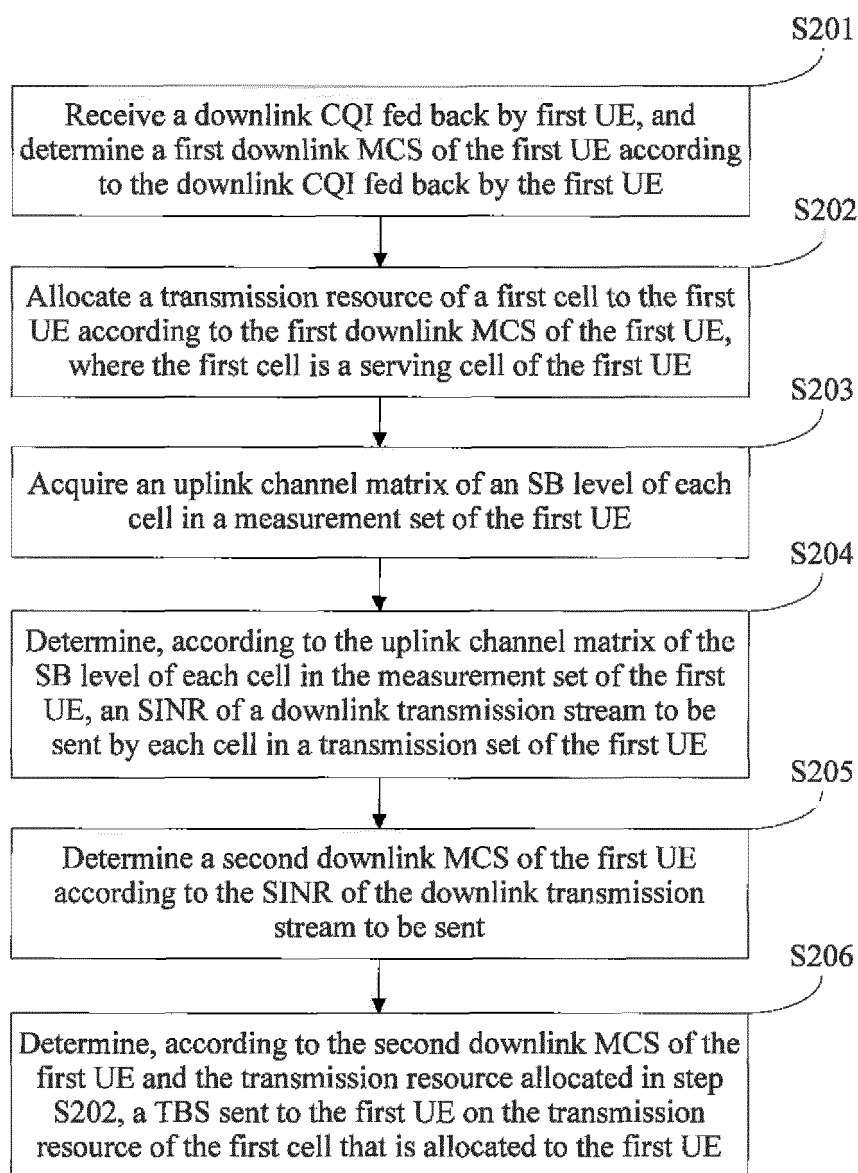 S201
Receive a downlink CQI fed back by first UE, and
determine a first downlink MCS of the first UE according
to the downlink CQI fed back by the first UE
S202
Allocate a transmission resource of a first cell to the first
UE according to the first downlink MCS of the first UE,
where the first cell is a serving cell of the first UE
S203
Acquire an uplink channel matrix of an SB level of each
cell in a measurement set of the first UE
S204
Determine, according to the uplink channel matrix of the
SB level of each cell in the measurement set of the first
UE, an SINR of a downlink transmission stream to be
sent by each cell in a transmission set of the first UE
S205
Determine a second downlink MCS of the first UE
according to the SINR of the downlink transmission
stream to be sent
S206
Determine, according to the second downlink MCS of the
first UE and the transmission resource allocated in step
S202, a TBS sent to the first UE on the transmission
resource of the first cell that is allocated to the first UE